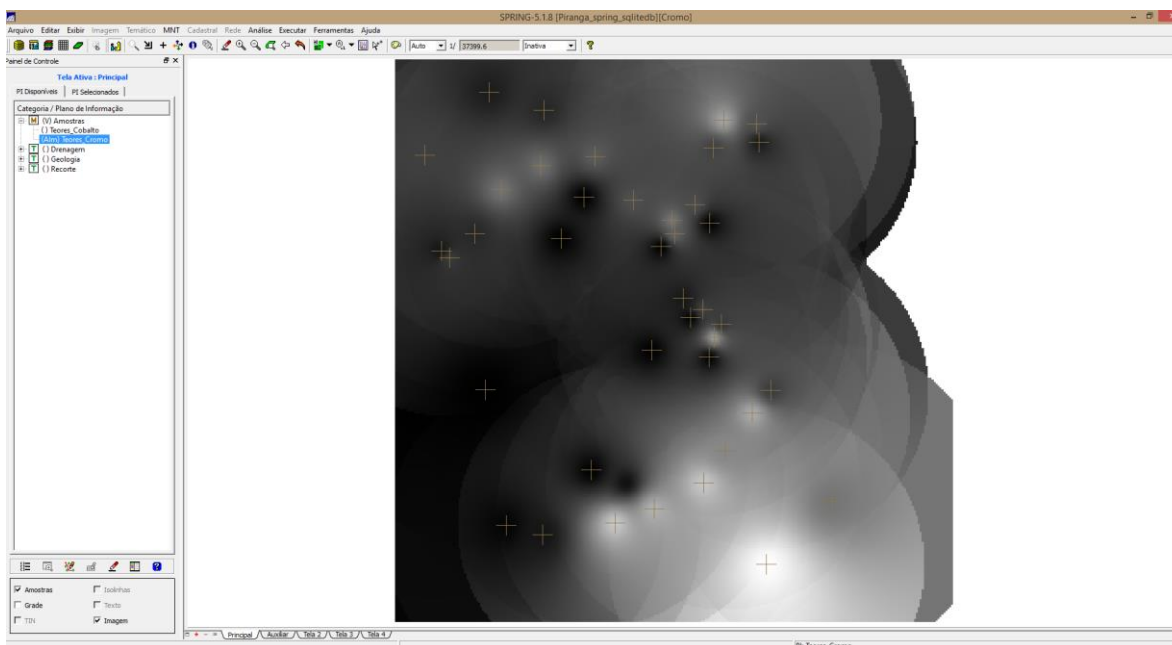 SPRING-5.1.8 [Piranga_spring_sqlitedb][Cromo]
Arquivo Editar Exibir Imagem Temático MNT Cadastral Rede Análise Executar Ferramentas Ajuda
Auto 1/ 37399.6 Inativa
Painel de Controle
Tela Ativa : Principal
PI Disponíveis PI Selecionados
Categoria / Plano de Informação
M (V) Amostras
() Teores_Cobalto
(AIm) Teores_Cromo
T () Drenagem
T () Geologia
T () Recorte
Amostras Isolinhas
Grade Texto
TIN Imagem
Principal Auxiliar Tela 2 Tela 3 Tela 4